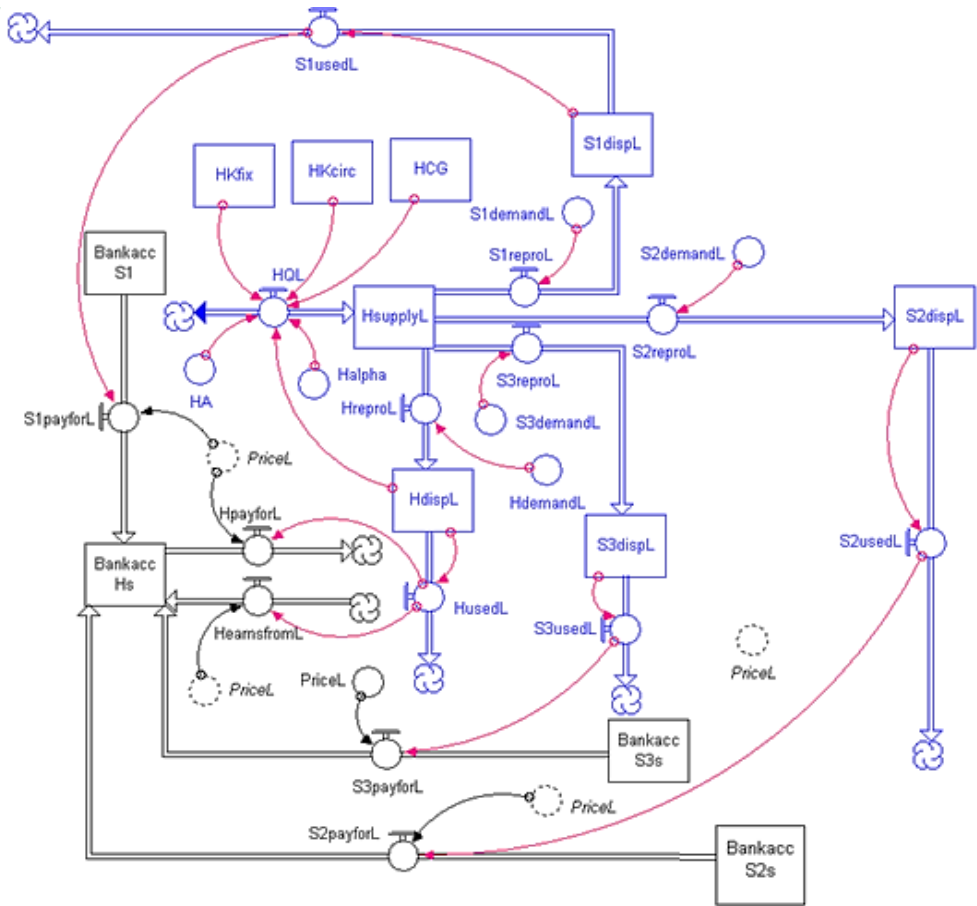 S1usedL
S1dispL
HKfix
HKcirc
HCG
S1demandL
S2demandL
Bankacc
S1
S1reproL
HQL
HsupplyL
S2dispL
S2reproL
Halpha
S3reproL
HA
HreproL
S1payforL
S3demandL
PriceL
HdispL
HdemandL
HpayforL
S3dispL
S2usedL
Bankacc
Hs
HusedL
HearnsfromL
S3usedL
PriceL
PriceL
PriceL
Bankacc
S3s
S3payforL
PriceL
S2payforL
Bankacc
S2s